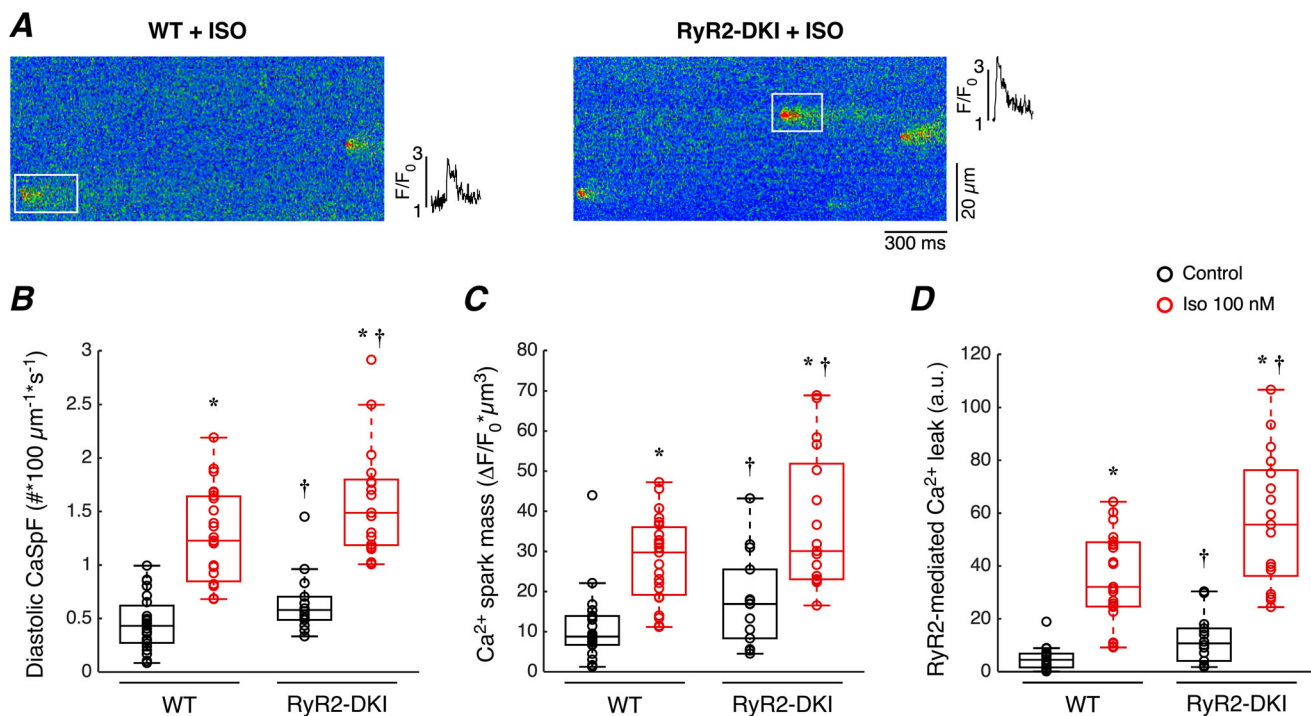 A
WT + ISO
RyR2-DKI + ISO
3
F/F0
1
3
F/F0
1
20 µm
300 ms
Control
Iso 100 nM
B
Diastolic CaSpF (#*100 µm-1*s-1)
3
2.5
2
1.5
1
0.5
0
*
†
* †
WT
RyR2-DKI
C
Ca2+ spark mass (ΔF/F0*µm3)
80
70
60
50
40
30
20
10
0
*
†
* †
WT
RyR2-DKI
D
RyR2-mediated Ca2+ leak (a.u.)
120
100
80
60
40
20
0
*
†
* †
WT
RyR2-DKI